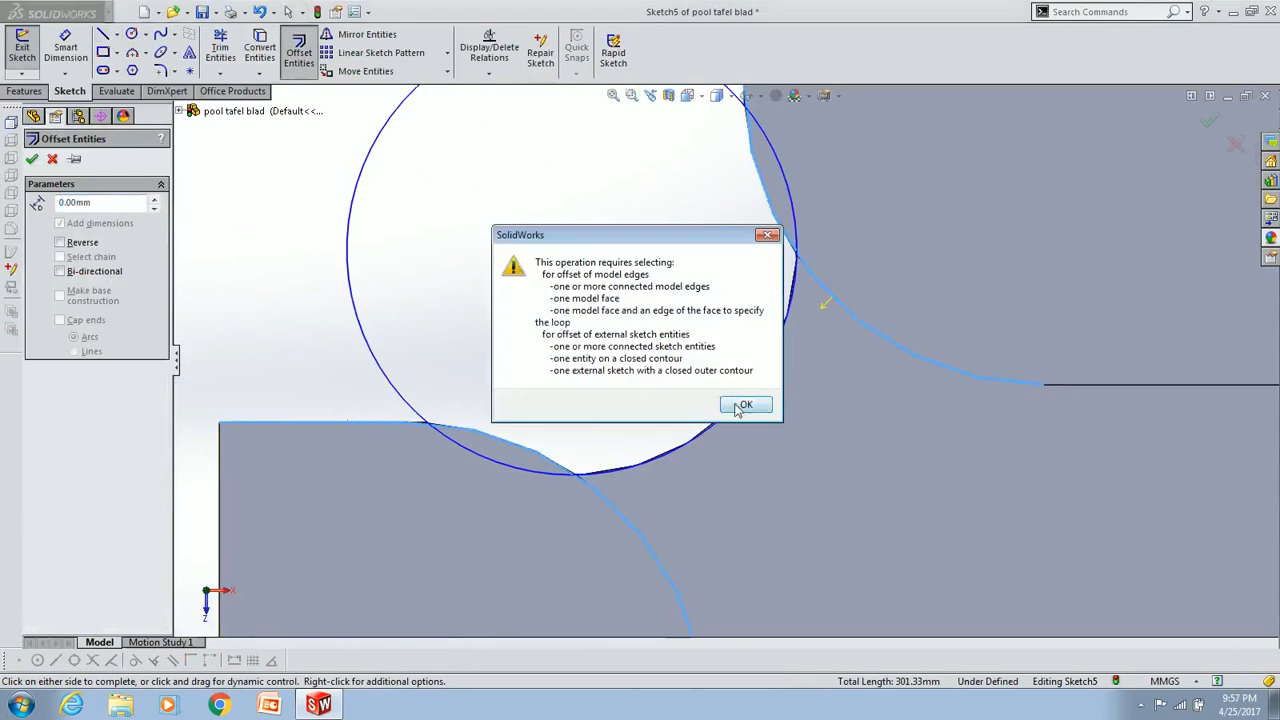 SOLIDWORKS
Sketch5 of pool tafel blad *
Search Commands
Exit Sketch
Smart Dimension
Trim Entities
Convert Entities
Offset Entities
Mirror Entities
Linear Sketch Pattern
Move Entities
Display/Delete Relations
Repair Sketch
Quick Snaps
Rapid Sketch
Features
Sketch
Evaluate
DimXpert
Office Products
pool tafel blad (Default<<...
Offset Entities
?
Parameters
0.00mm
Add dimensions
Reverse
Select chain
Bi-directional
Make base
construction
Cap ends
Arcs
Lines
SolidWorks
This operation requires selecting:
for offset of model edges
-one or more connected model edges
-one model face
-one model face and an edge of the face to specify
the loop
for offset of external sketch entities
-one or more connected sketch entities
-one entity on a closed contour
-one external sketch with a closed outer contour
OK
X
Z
Model
Motion Study 1
Click on either side to offset entities, or click and drag for dynamic control. Right-click for additional options.
Total Length: 301.33mm
Under Defined
Editing Sketch5
MMGS
9:57 PM
4/25/2017